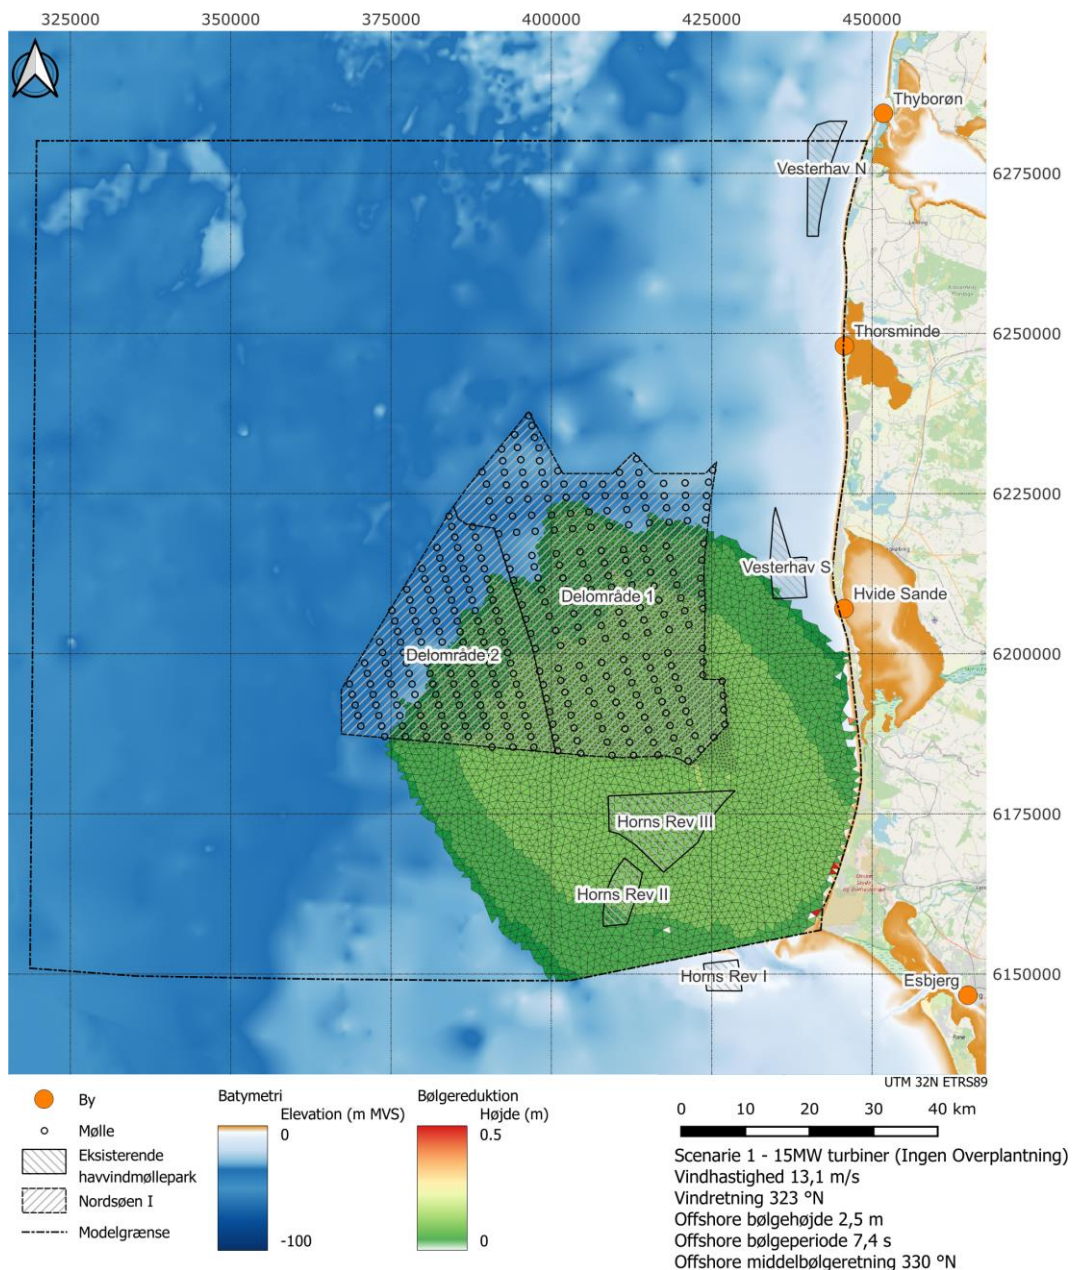 325000 350000 375000 400000 425000 450000
Thyborøn
Vesterhav N
6275000
Thorsminde
6250000
6225000
Vesterhav S
Delområde 1
Hvide Sande
Delområde 2
6200000
Horns Rev III
6175000
Horns Rev II
Horns Rev I
6150000
Esbjerg
UTM 32N ETRS89
By
Mølle
Eksisterende
havvindmøllepark
Nordsøen I
Modelgrænse
Batymetri
Elevation (m MVS)
0
-100
Bølgereduktion
Højde (m)
0.5
0
0 10 20 30 40 km
Scenarie 1 - 15MW turbiner (Ingen Overplantning)
Vindhastighed 13,1 m/s
Vindretning 323 °N
Offshore bølgehøjde 2,5 m
Offshore bølgeperiode 7,4 s
Offshore middelbølgeretning 330 °N